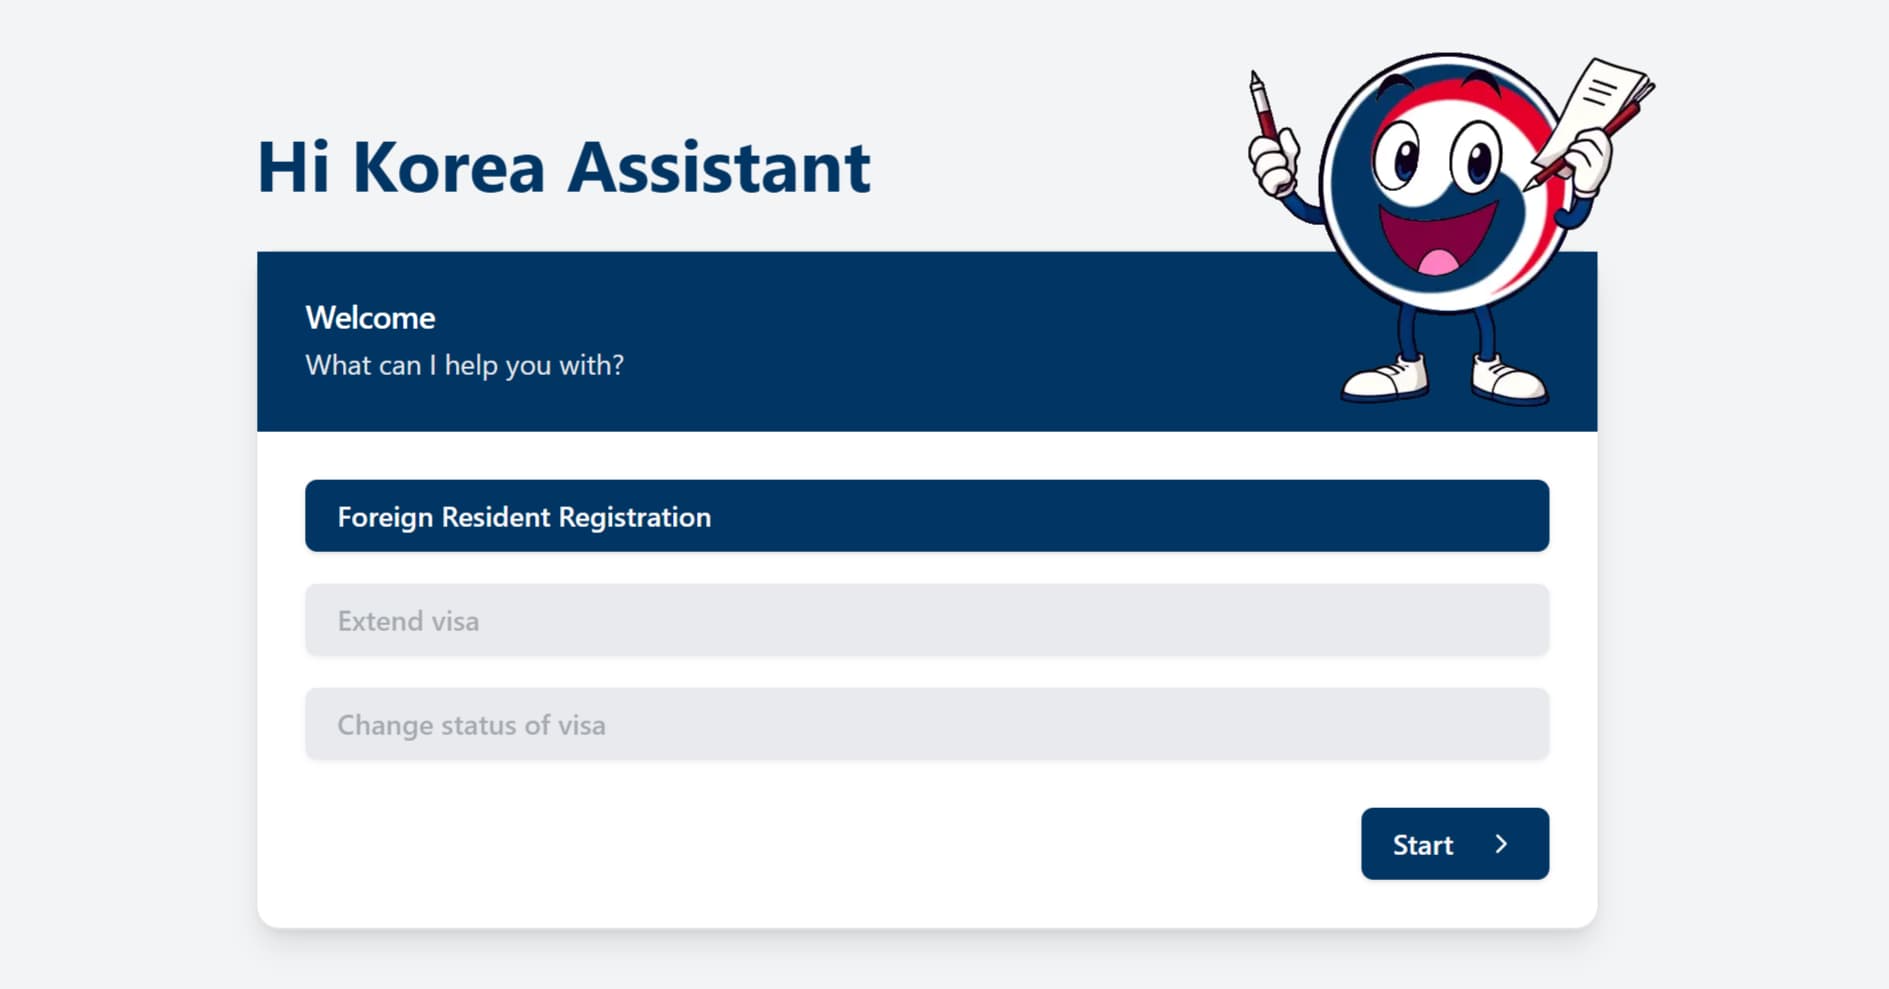 Hi Korea Assistant
Welcome
What can I help you with?
Foreign Resident Registration
Extend visa
Change status of visa
Start